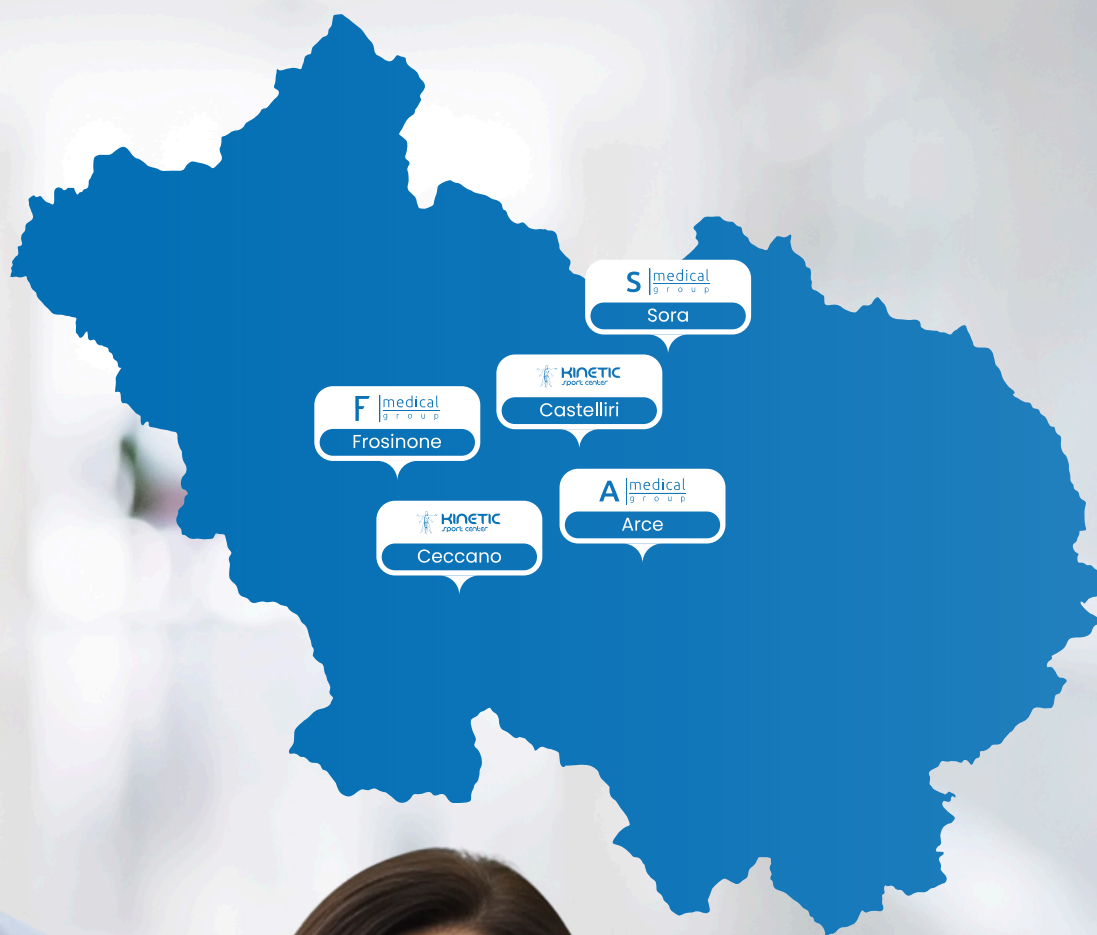 S medical
group
Sora
KINETIC
sport center
Castelliri
F medical
group
Frosinone
A medical
group
Arce
KINETIC
sport center
Ceccano